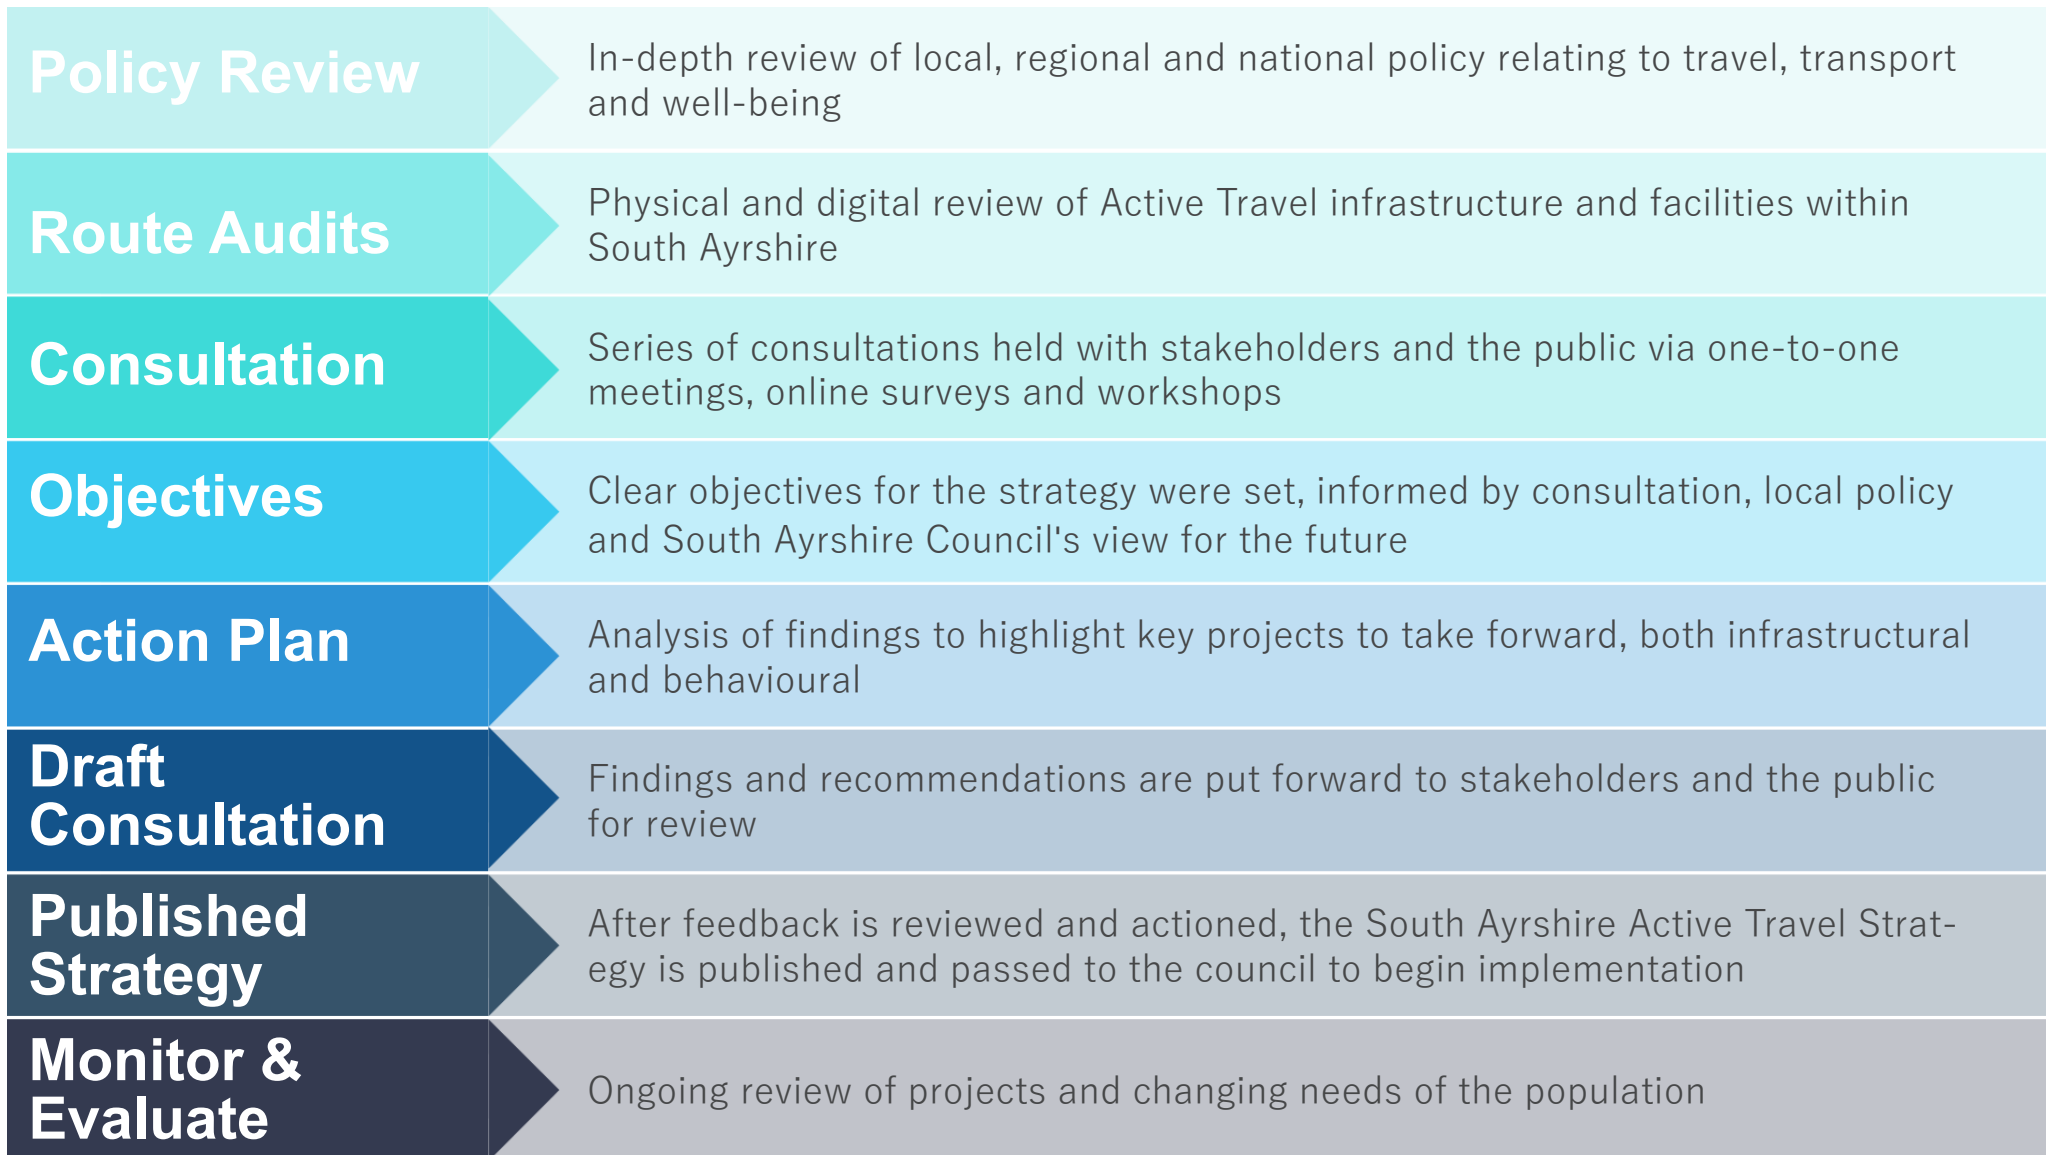 Policy Review
In-depth review of local, regional and national policy relating to travel, transport
and well-being
Route Audits
Physical and digital review of Active Travel infrastructure and facilities within
South Ayrshire
Consultation
Series of consultations held with stakeholders and the public via one-to-one
meetings, online surveys and workshops
Objectives
Clear objectives for the strategy were set, informed by consultation, local policy
and South Ayrshire Council's view for the future
Action Plan
Analysis of findings to highlight key projects to take forward, both infrastructural
and behavioural
Draft
Consultation
Findings and recommendations are put forward to stakeholders and the public
for review
Published
Strategy
After feedback is reviewed and actioned, the South Ayrshire Active Travel Strat-
egy is published and passed to the council to begin implementation
Monitor &
Evaluate
Ongoing review of projects and changing needs of the population